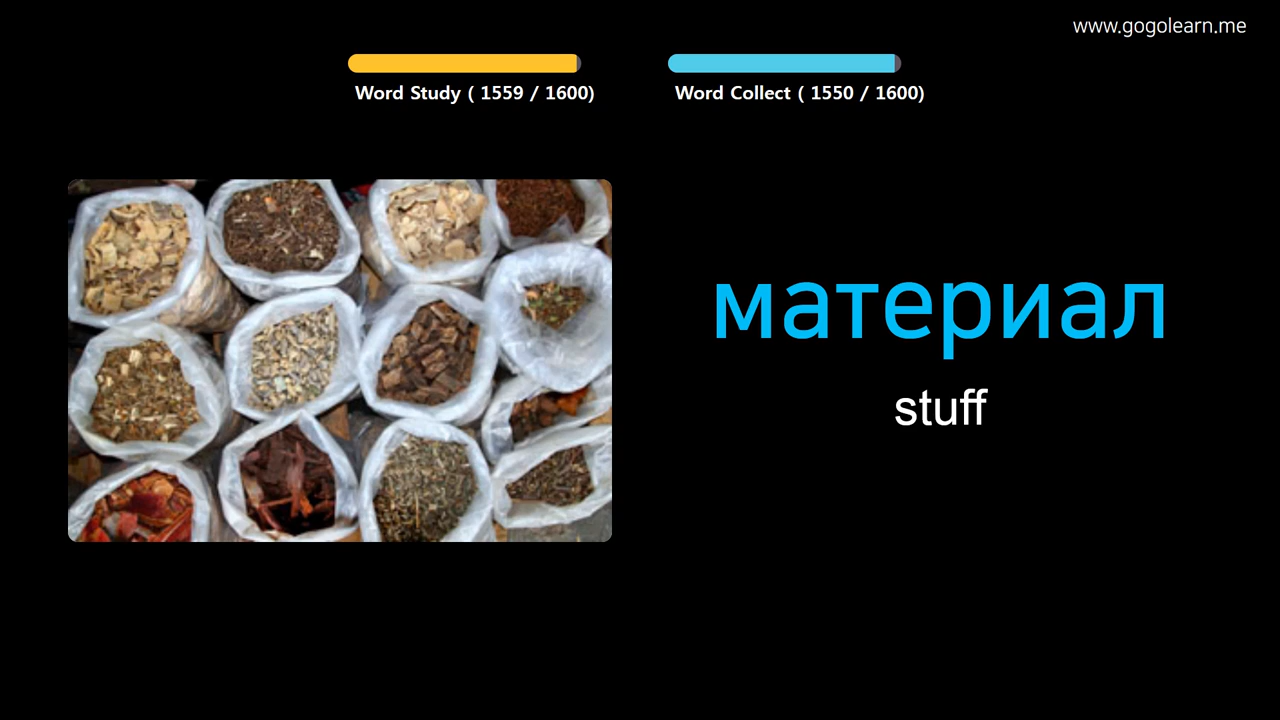 www.gogolearn.me
Word Study ( 1559 / 1600)
Word Collect ( 1550 / 1600)
материал
stuff